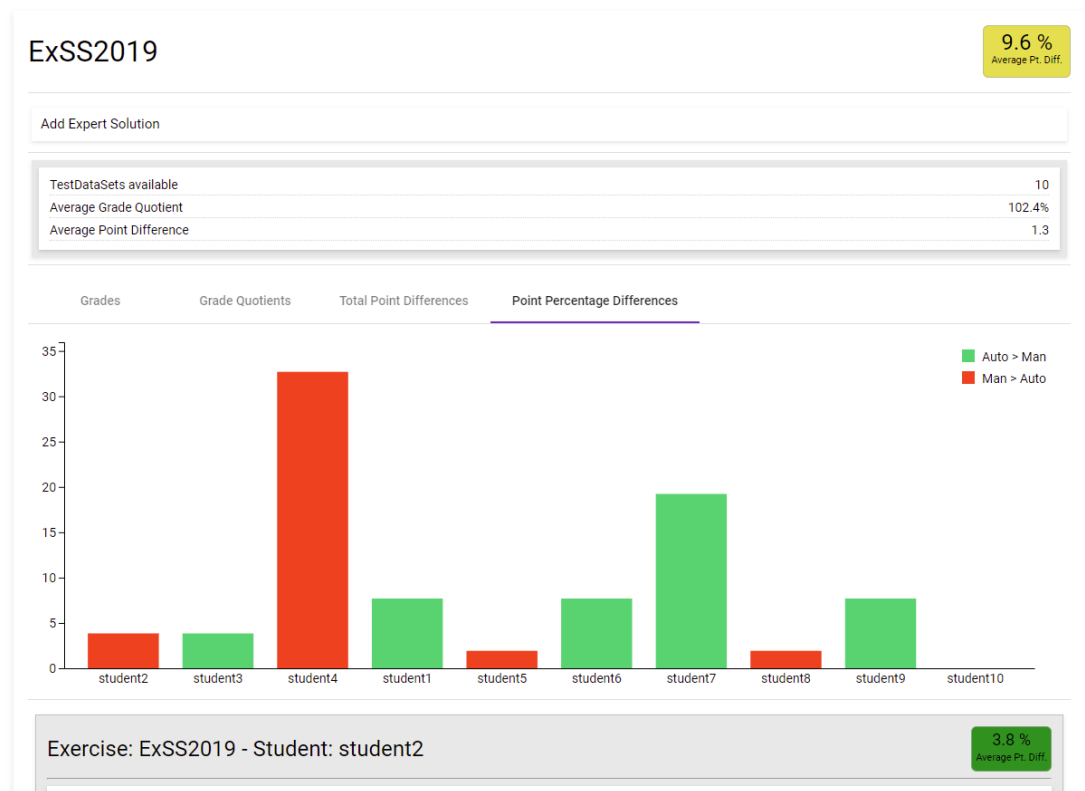 ExSS2019
9.6 %
Average Pt. Diff.
Add Expert Solution
TestDataSets available 10
Average Grade Quotient 102.4%
Average Point Difference 1.3
Grades Grade Quotients Total Point Differences Point Percentage Differences
35
30
25
20
15
10
5
0
Auto > Man
Man > Auto
student2 student3 student4 student1 student5 student6 student7 student8 student9 student10
Exercise: ExSS2019 - Student: student2
3.8 %
Average Pt. Diff.